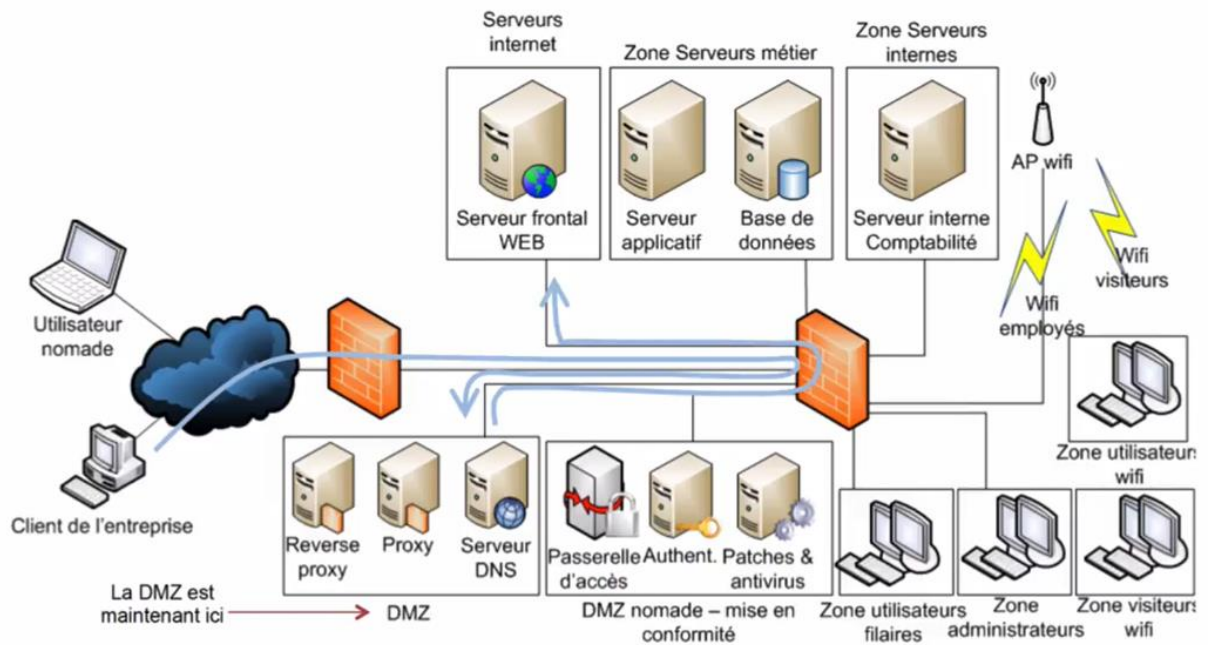 Serveurs
internet
Zone Serveurs métier
Zone Serveurs
internes
Serveur frontal
WEB
Serveur
applicatif
Base de
données
Serveur interne
Comptabilité
AP wifi
Wifi
visiteurs
Wifi
employés
Utilisateur
nomade
Client de l'entreprise
Zone utilisateurs
wifi
Reverse
proxy
Proxy
Serveur
DNS
Passerelle
d'accès
Authent.
Patches &
antivirus
La DMZ est
maintenant ici
DMZ
DMZ nomade – mise en
conformité
Zone utilisateurs
filaires
Zone
administrateurs
Zone visiteurs
wifi